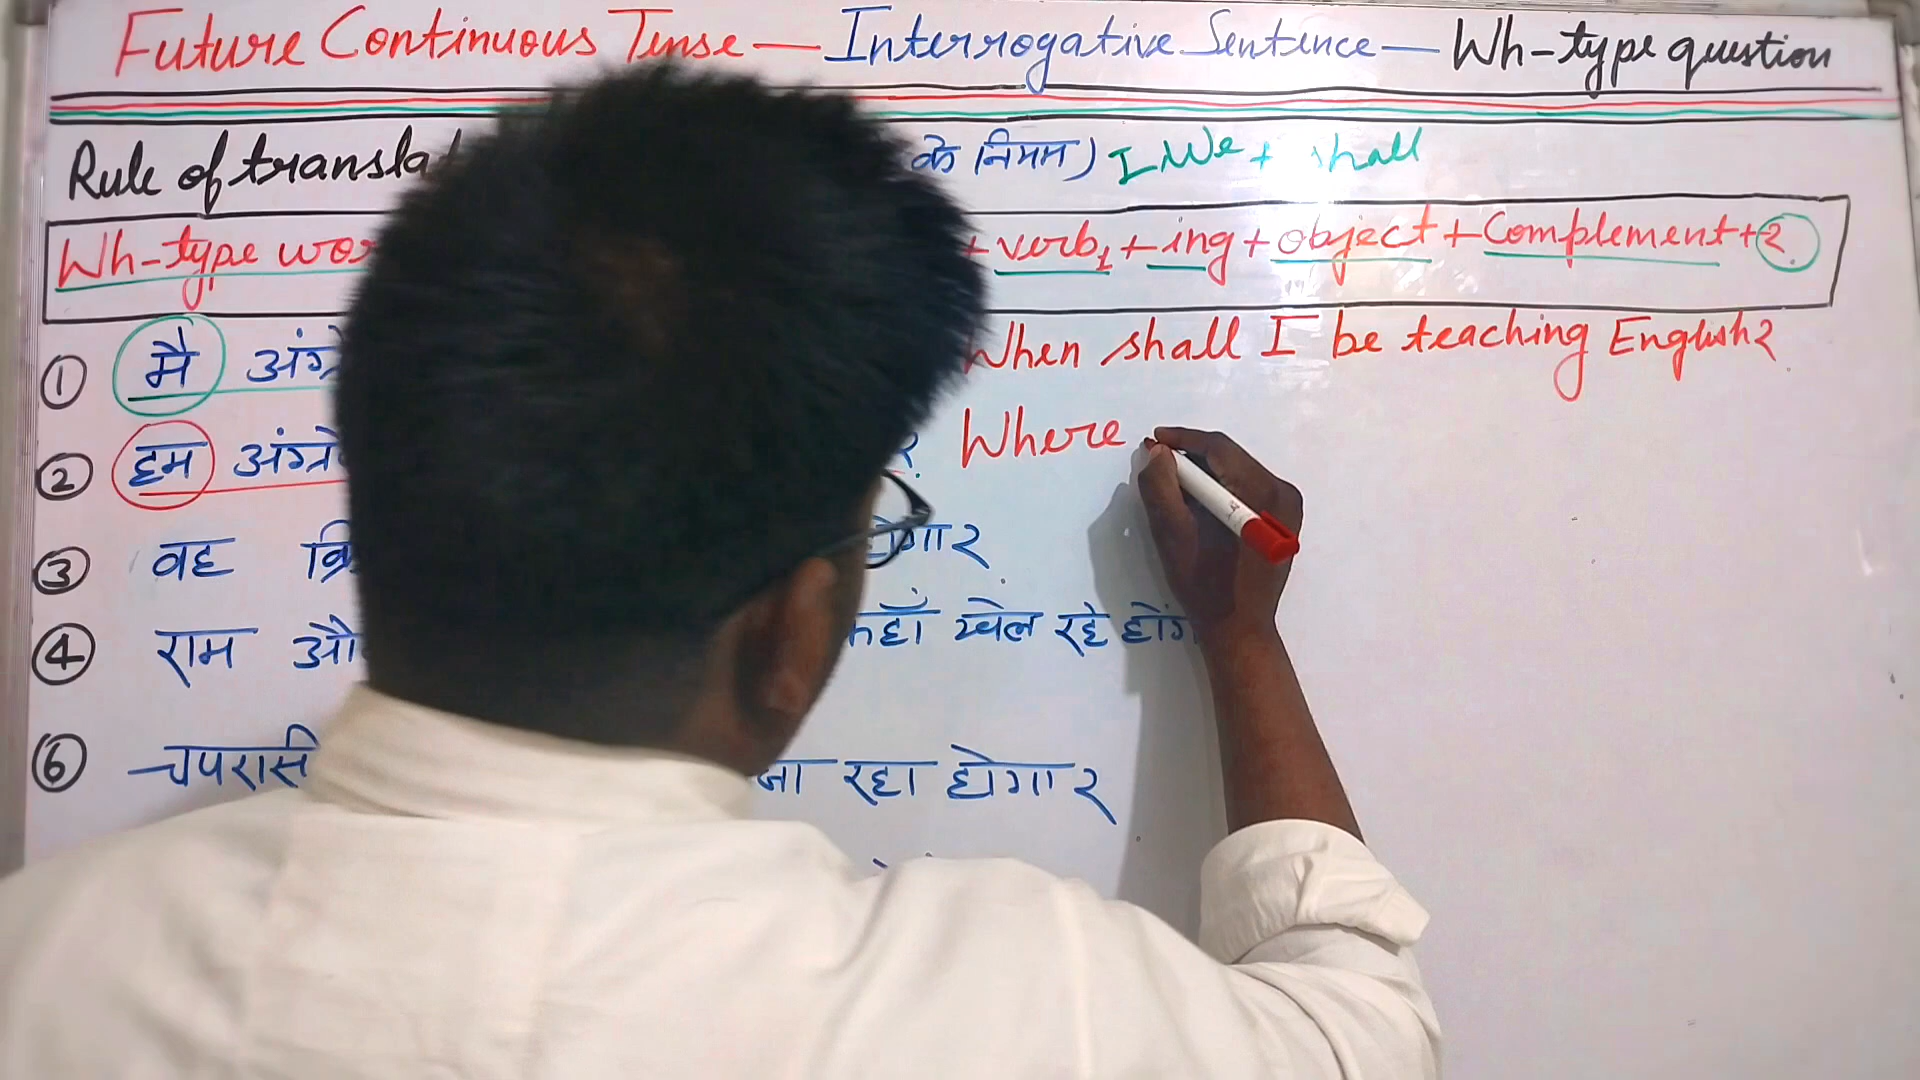 Future Continuous Tense — Interrogative Sentence — Wh-type question
Rule of translat के नियम) I We + shall
Wh-type wor + verb1 + ing + object + Complement + ?
① मै अंग्रे When shall I be teaching English?
② हम अंग्रे ? Where
③ वह क्रि होगा?
④ राम औ कहाँ खेल रहे होंग
⑥ चपरासी जा रहा होगा?